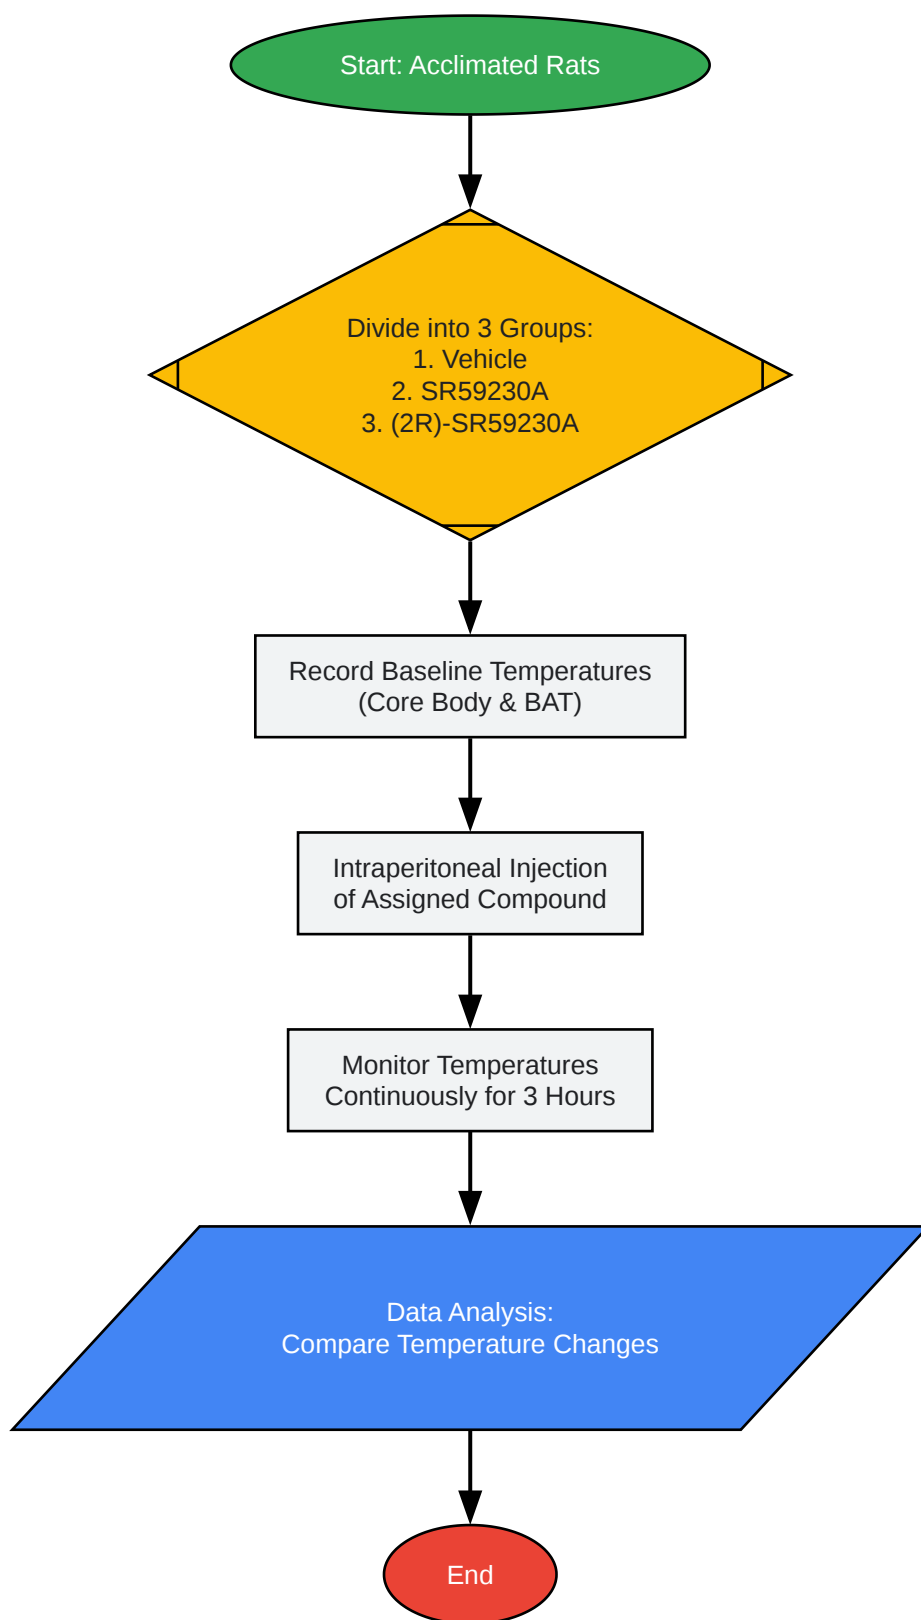 Start: Acclimated Rats
Divide into 3 Groups:
1. Vehicle
2. SR59230A
3. (2R)-SR59230A
Record Baseline Temperatures
(Core Body & BAT)
Intraperitoneal Injection
of Assigned Compound
Monitor Temperatures
Continuously for 3 Hours
Data Analysis:
Compare Temperature Changes
End